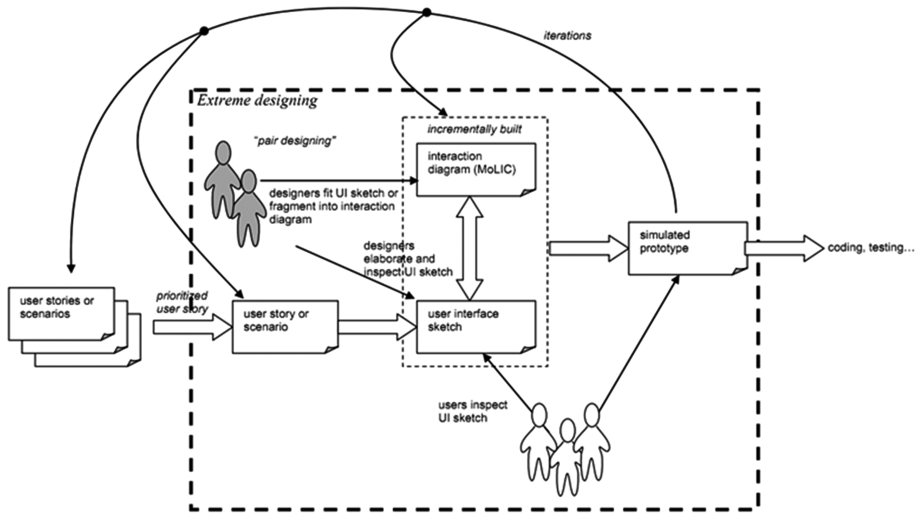 iterations
Extreme designing
"pair designing"
incrementally built
interaction
diagram (MoLIC)
designers fit UI sketch or
fragment into interaction
diagram
simulated
prototype
coding, testing...
designers
elaborate and
inspect UI sketch
user stories or
scenarios
prioritized
user story
user story or
scenario
user interface
sketch
users inspect
UI sketch